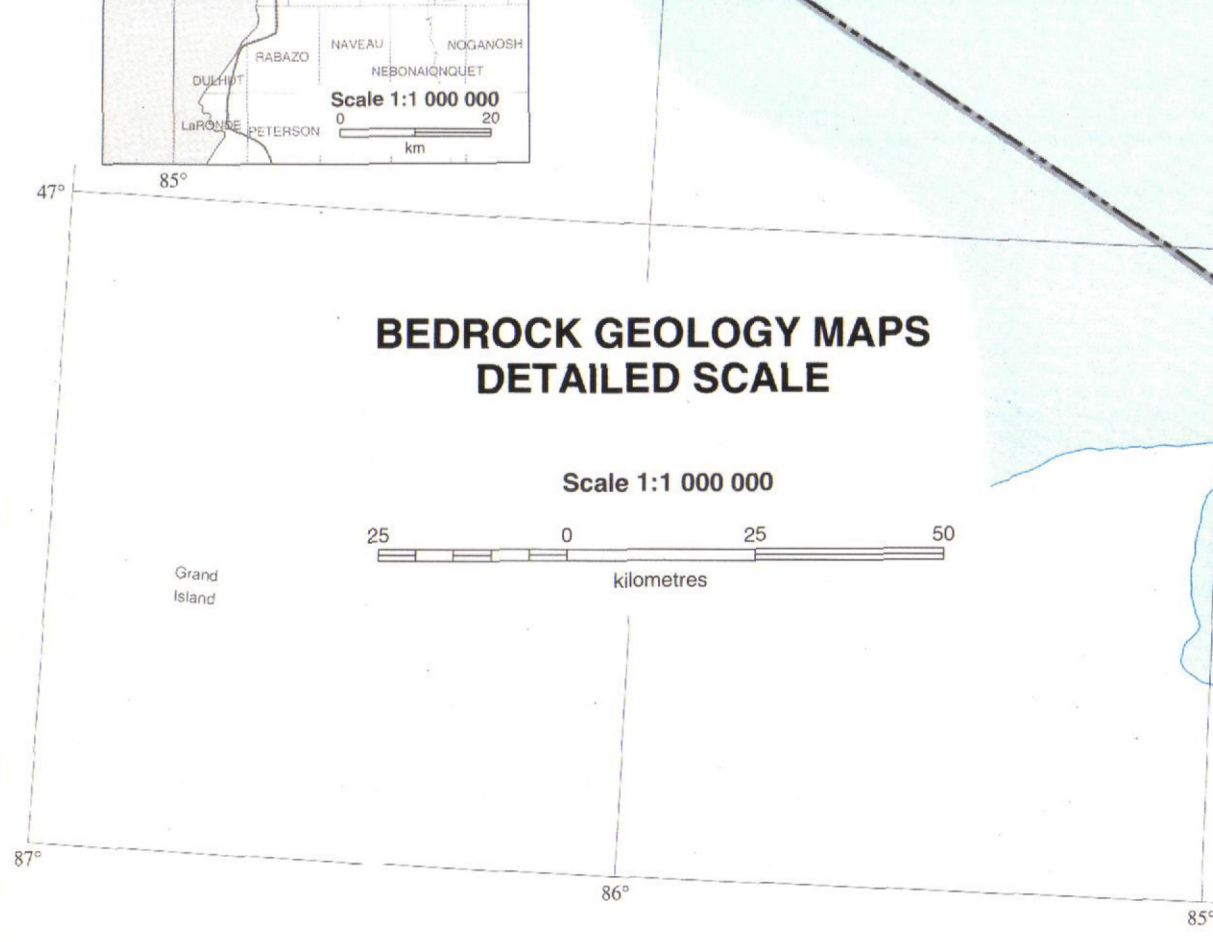 NAVEAU
NOGANOSH
RABAZO
NEBONAIONQUET
DULHUT
Scale 1:1 000 000
0 20
LaRONDE
PETERSON
km
85°
47°
BEDROCK GEOLOGY MAPS
DETAILED SCALE
Scale 1:1 000 000
25 0 25 50
kilometres
Grand
Island
87°
86°
85°